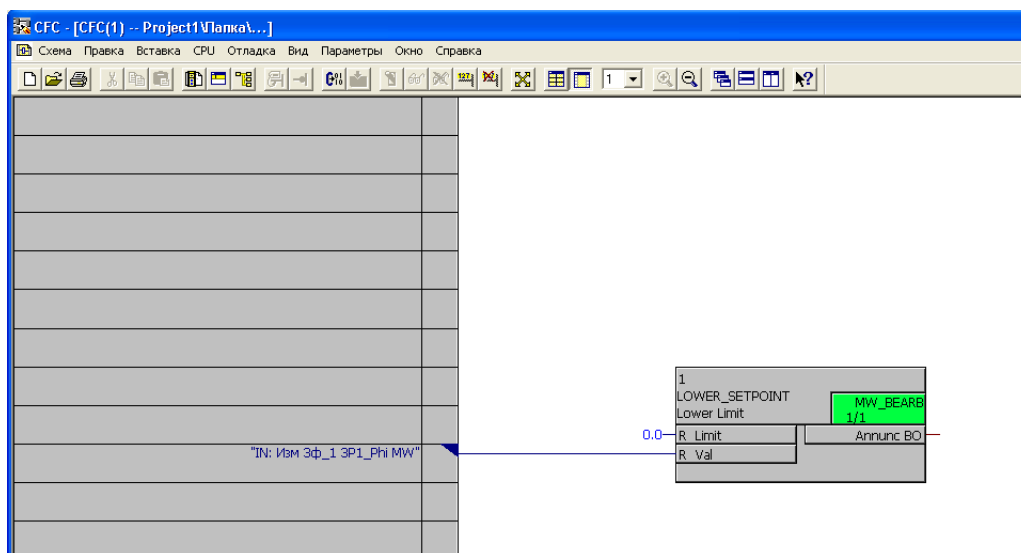 CFC - [CFC(1) -- Project1\Папка\...]
Схема Правка Вставка CPU Отладка Вид Параметры Окно Справка
1
1
LOWER_SETPOINT
MW_BEARB
Lower Limit
1/1
0.0
R Limit
Annunc BO
"IN: Изм 3ф_1 3P1_Phi MW"
R Val